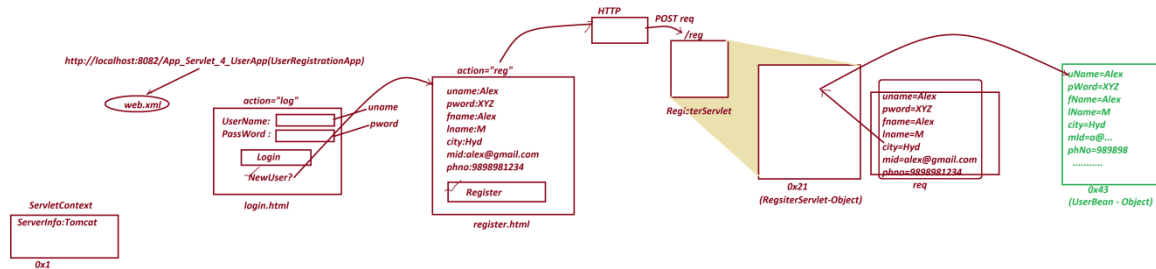 http://localhost:8082/App_Servlet_4_UserApp(UserRegistrationApp)
web.xml
action="log"
UserName:
PassWord :
Login
NewUser?
uname
pword
login.html
ServletContext
ServerInfo:Tomcat
0x1
action="reg"
uname:Alex
pword:XYZ
fname:Alex
lname:M
city:Hyd
mid:alex@gmail.com
phno:9898981234
Register
register.html
HTTP
POST req
/reg
RegisterServlet
0x21
(RegsiterServlet-Object)
uname=Alex
pword=XYZ
fname=Alex
lname=M
city=Hyd
mid=alex@gmail.com
phno=9898981234
req
uName=Alex
pWord=XYZ
fName=Alex
lName=M
city=Hyd
mId=a@...
phNo=989898
...........
0x43
(UserBean - Object)